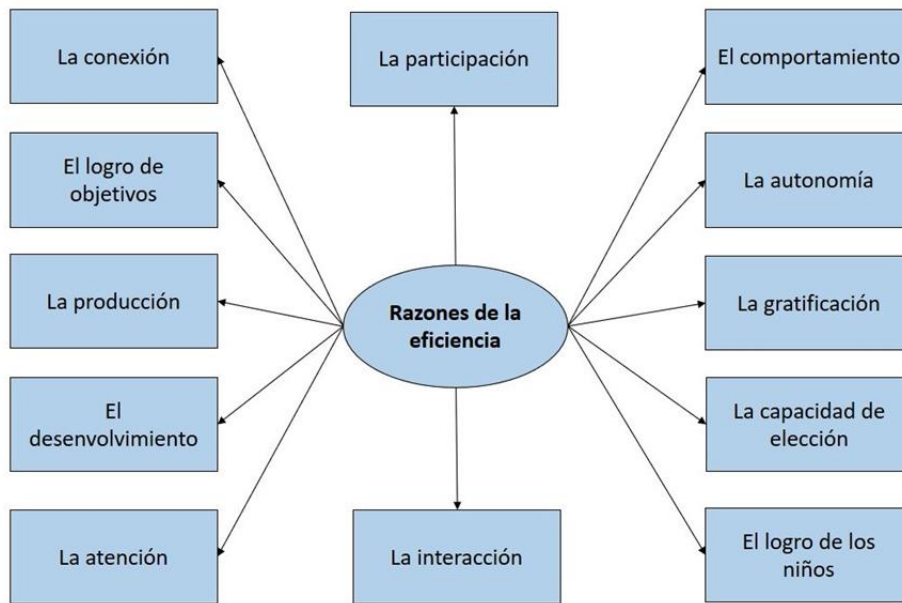 La conexión
La participación
El comportamiento
El logro de
objetivos
La autonomía
La producción
Razones de la
eficiencia
La gratificación
El
desenvolvimiento
La capacidad de
elección
La atención
La interacción
El logro de los
niños